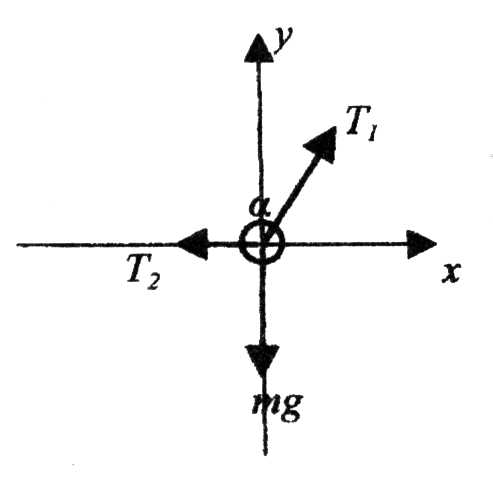 y
T₁
α
T₂
x
mg